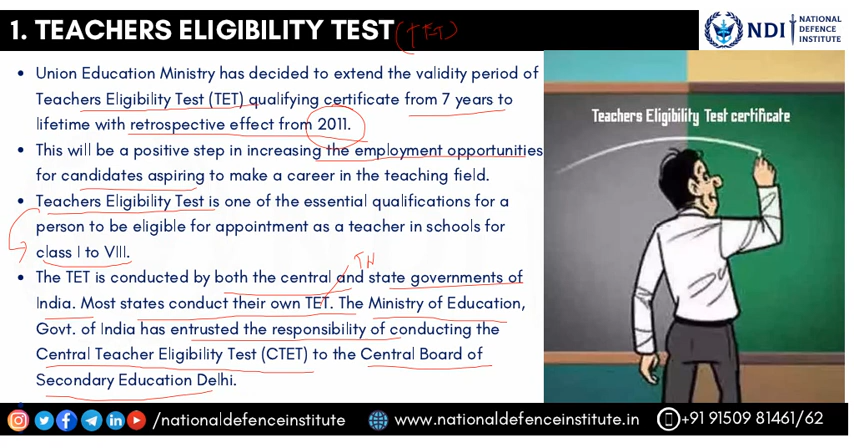 1. TEACHERS ELIGIBILITY TEST (TET)
NDI NATIONAL
DEFENCE
INSTITUTE
• Union Education Ministry has decided to extend the validity period of
Teachers Eligibility Test (TET) qualifying certificate from 7 years to
lifetime with retrospective effect from 2011.
• This will be a positive step in increasing the employment opportunities
for candidates aspiring to make a career in the teaching field.
• Teachers Eligibility Test is one of the essential qualifications for a
person to be eligible for appointment as a teacher in schools for
class I to VIII.
TN
• The TET is conducted by both the central and state governments of
India. Most states conduct their own TET. The Ministry of Education,
Govt. of India has entrusted the responsibility of conducting the
Central Teacher Eligibility Test (CTET) to the Central Board of
Secondary Education Delhi.
Teachers Eligibility Test certificate
/nationaldefenceinstitute
www.nationaldefenceinstitute.in
+91 91509 81461/62